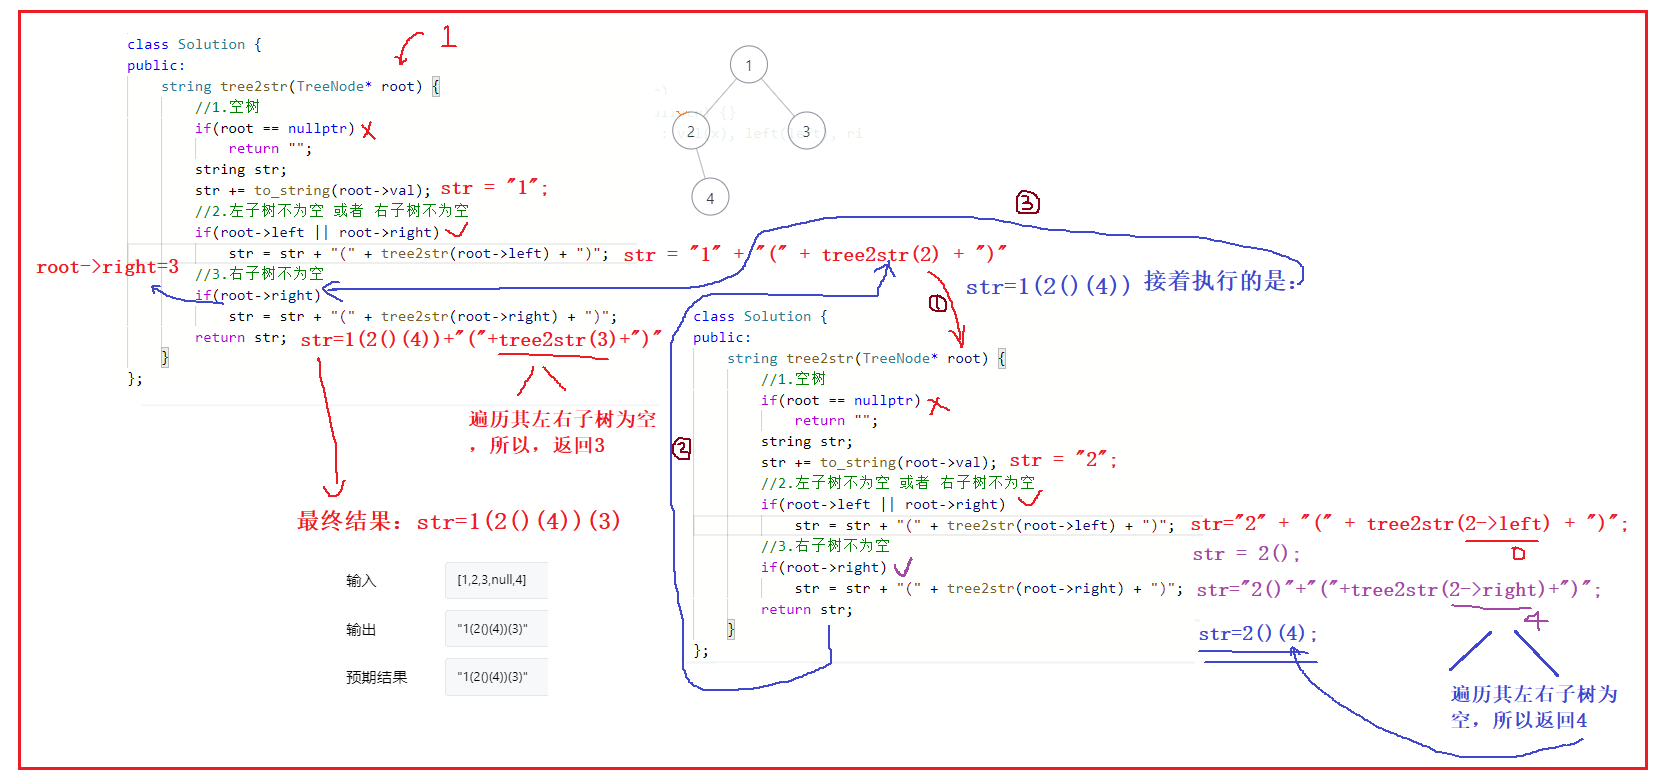 1
class Solution {
public:
string tree2str(TreeNode* root) {
//1.空树
if(root == nullptr)
return "";
string str;
str += to_string(root->val); str = "1";
//2.左子树不为空 或者 右子树不为空
if(root->left || root->right)
str = str + "(" + tree2str(root->left) + ")"; str = "1" + "(" + tree2str(2) + ")"
root->right=3
//3.右子树不为空
if(root->right)
str = str + "(" + tree2str(root->right) + ")";
return str; str=1(2()(4))+"("+tree2str(3)+")"
}
};
遍历其左右子树为空
，所以，返回3
最终结果：str=1(2()(4))(3)
输入 [1,2,3,null,4]
输出 "1(2()(4))(3)"
预期结果 "1(2()(4))(3)"
1
2
3
4
{}
(x), left(left), ri
③
str=1(2()(4)) 接着执行的是：
①
②
class Solution {
public:
string tree2str(TreeNode* root) {
//1.空树
if(root == nullptr)
return "";
string str;
str += to_string(root->val); str = "2";
//2.左子树不为空 或者 右子树不为空
if(root->left || root->right)
str = str + "(" + tree2str(root->left) + ")"; str="2" + "(" + tree2str(2->left) + ")";
str = 2();
//3.右子树不为空
if(root->right)
str = str + "(" + tree2str(root->right) + ")"; str="2()"+"("+tree2str(2->right)+")";
4
return str;
str=2()(4);
}
};
遍历其左右子树为
空，所以返回4